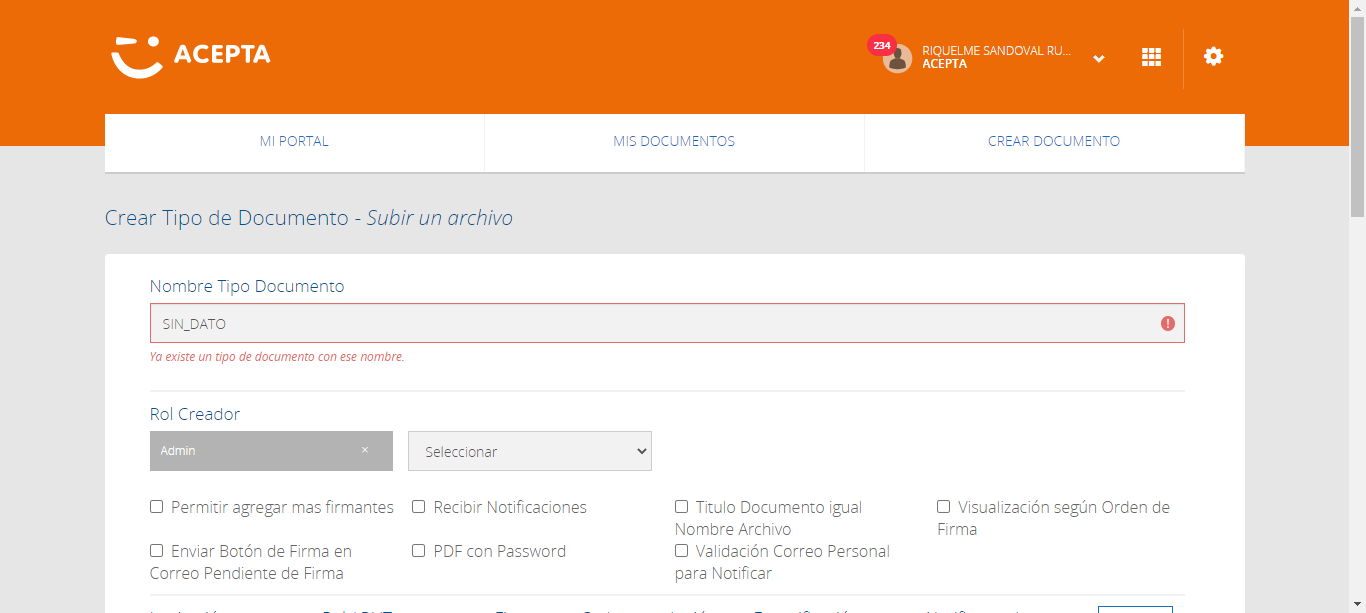 ACEPTA
234
RIQUELME SANDOVAL RU...
ACEPTA
MI PORTAL
MIS DOCUMENTOS
CREAR DOCUMENTO
Crear Tipo de Documento - Subir un archivo
Nombre Tipo Documento
SIN_DATO
Ya existe un tipo de documento con ese nombre.
Rol Creador
Admin ×
Seleccionar
Permitir agregar mas firmantes
Recibir Notificaciones
Titulo Documento igual
Nombre Archivo
Visualización según Orden de
Firma
Enviar Botón de Firma en
Correo Pendiente de Firma
PDF con Password
Validación Correo Personal
para Notificar